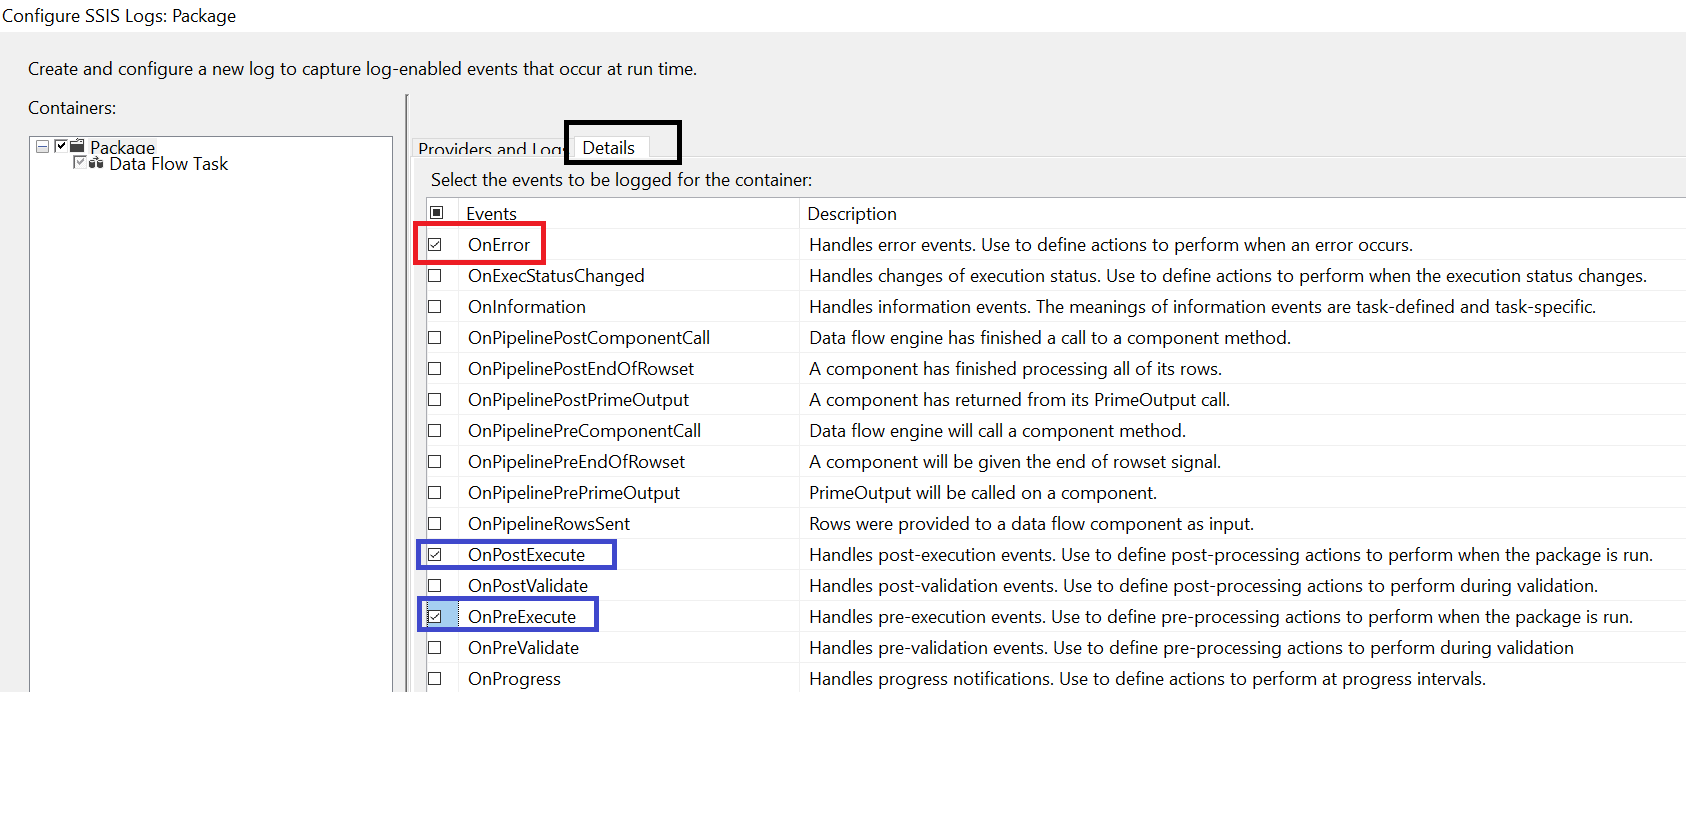 Configure SSIS Logs: Package
Create and configure a new log to capture log-enabled events that occur at run time.
Containers:
Package
Data Flow Task
Providers and Logs Details
Select the events to be logged for the container:
Events Description
OnError Handles error events. Use to define actions to perform when an error occurs.
OnExecStatusChanged Handles changes of execution status. Use to define actions to perform when the execution status changes.
OnInformation Handles information events. The meanings of information events are task-defined and task-specific.
OnPipelinePostComponentCall Data flow engine has finished a call to a component method.
OnPipelinePostEndOfRowset A component has finished processing all of its rows.
OnPipelinePostPrimeOutput A component has returned from its PrimeOutput call.
OnPipelinePreComponentCall Data flow engine will call a component method.
OnPipelinePreEndOfRowset A component will be given the end of rowset signal.
OnPipelinePrePrimeOutput PrimeOutput will be called on a component.
OnPipelineRowsSent Rows were provided to a data flow component as input.
OnPostExecute Handles post-execution events. Use to define post-processing actions to perform when the package is run.
OnPostValidate Handles post-validation events. Use to define post-processing actions to perform during validation.
OnPreExecute Handles pre-execution events. Use to define pre-processing actions to perform when the package is run.
OnPreValidate Handles pre-validation events. Use to define pre-processing actions to perform during validation
OnProgress Handles progress notifications. Use to define actions to perform at progress intervals.